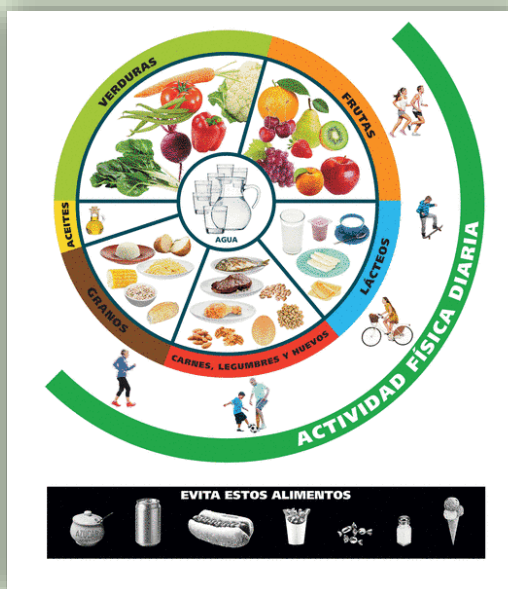 VERDURAS
FRUTAS
ACEITES
AGUA
LÁCTEOS
GRANOS
CARNES, LEGUMBRES Y HUEVOS
ACTIVIDAD FÍSICA DIARIA
EVITA ESTOS ALIMENTOS
AZÚCAR